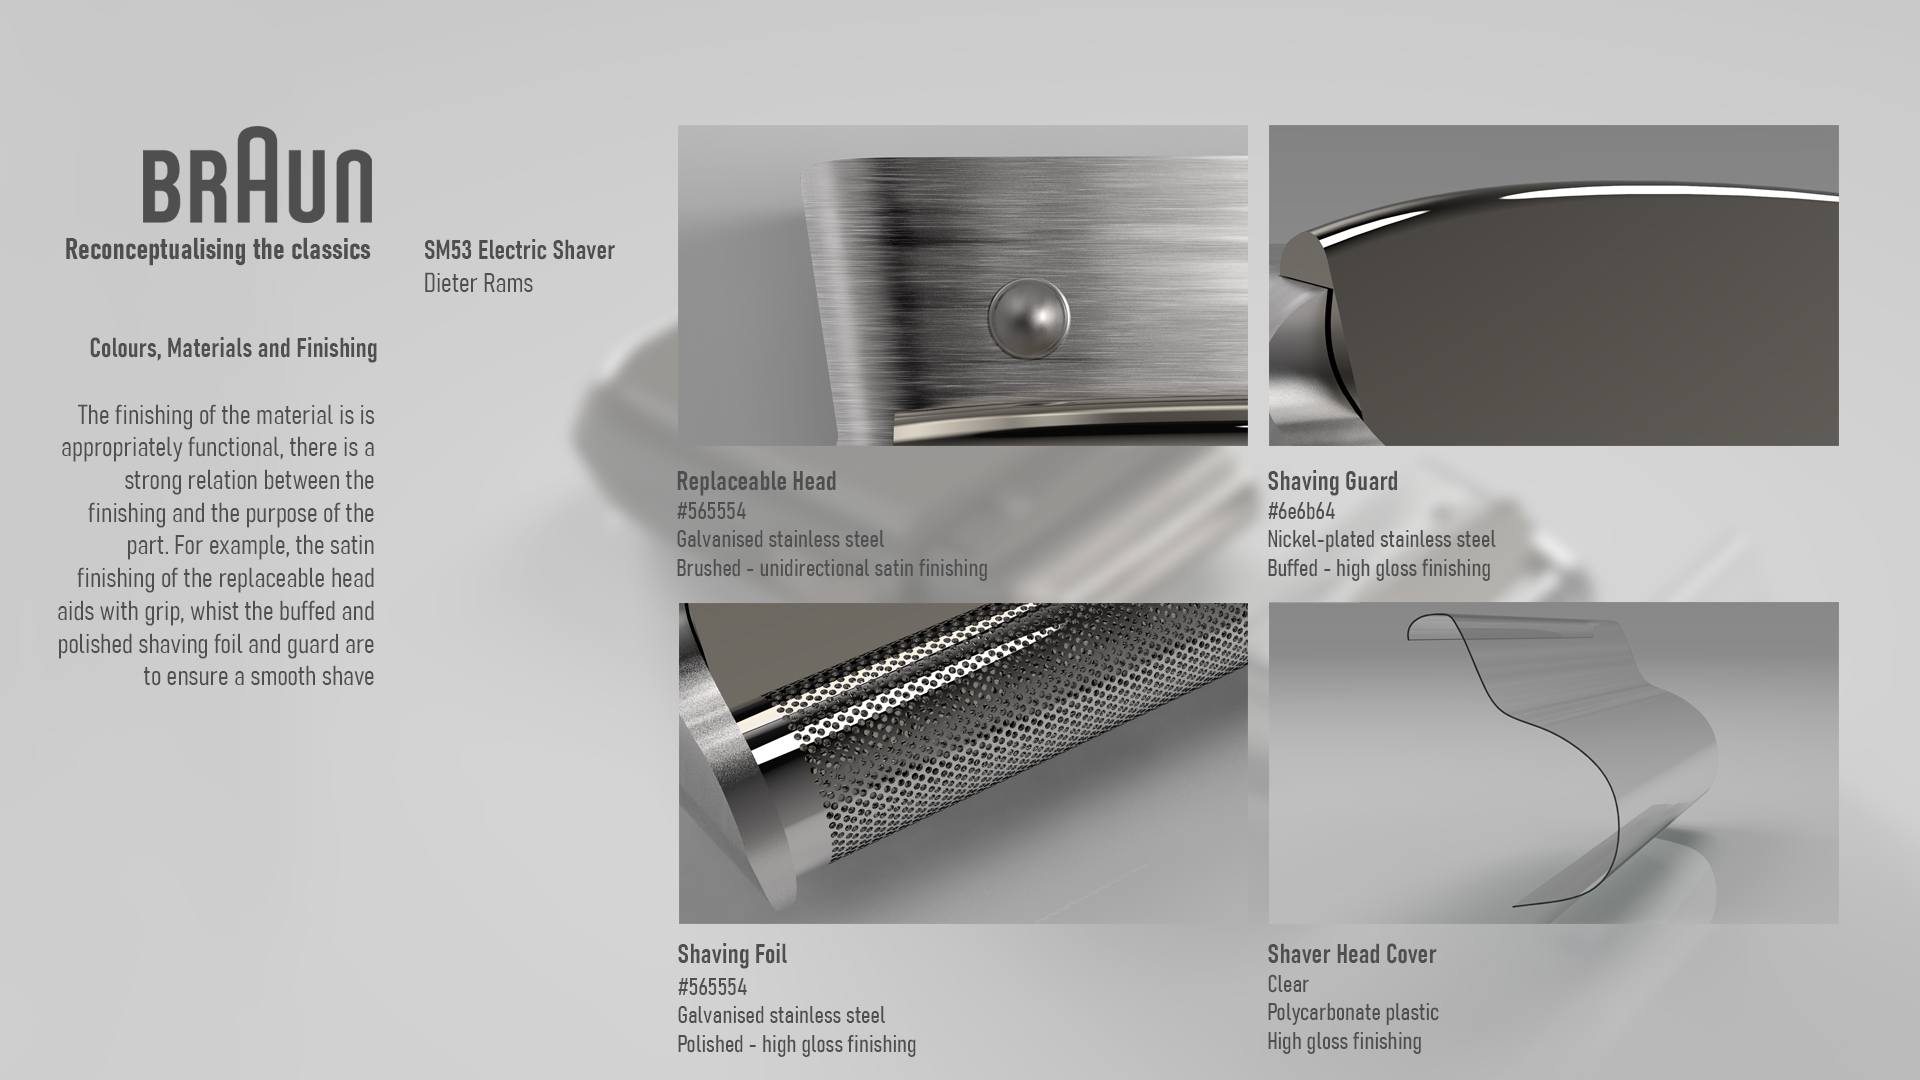 BRAUN
Reconceptualising the classics
SM53 Electric Shaver
Dieter Rams
Colours, Materials and Finishing
The finishing of the material is is
appropriately functional, there is a
strong relation between the
finishing and the purpose of the
part. For example, the satin
finishing of the replaceable head
aids with grip, whist the buffed and
polished shaving foil and guard are
to ensure a smooth shave
Replaceable Head
#565554
Galvanised stainless steel
Brushed - unidirectional satin finishing
Shaving Guard
#6e6b64
Nickel-plated stainless steel
Buffed - high gloss finishing
Shaving Foil
#565554
Galvanised stainless steel
Polished - high gloss finishing
Shaver Head Cover
Clear
Polycarbonate plastic
High gloss finishing